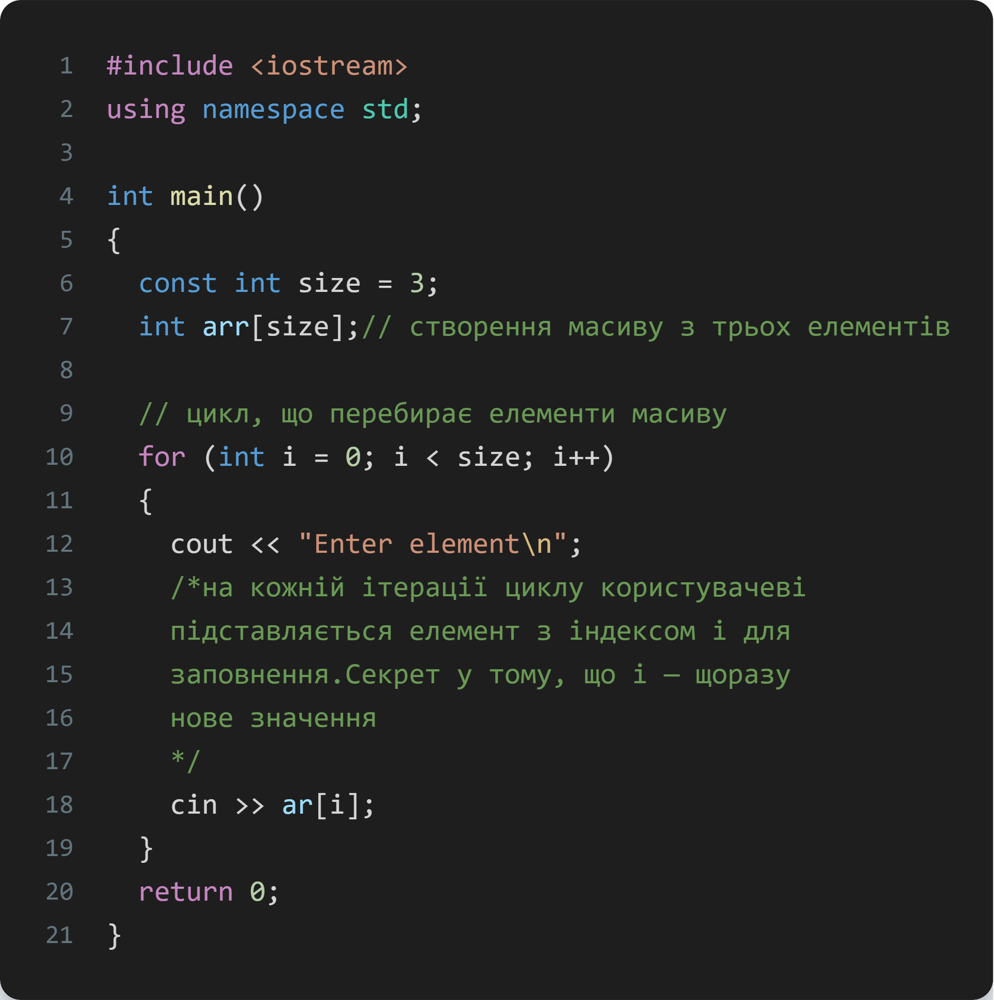 1 #include <iostream>
2 using namespace std;
3
4 int main()
5 {
6   const int size = 3;
7   int arr[size];// створення масиву з трьох елементів
8
9   // цикл, що перебирає елементи масиву
10   for (int i = 0; i < size; i++)
11   {
12     cout << "Enter element\n";
13     /*на кожній ітерації циклу користувачеві
14     підставляється елемент з індексом і для
15     заповнення.Секрет у тому, що і — щоразу
16     нове значення
17     */
18     cin >> ar[i];
19   }
20   return 0;
21 }